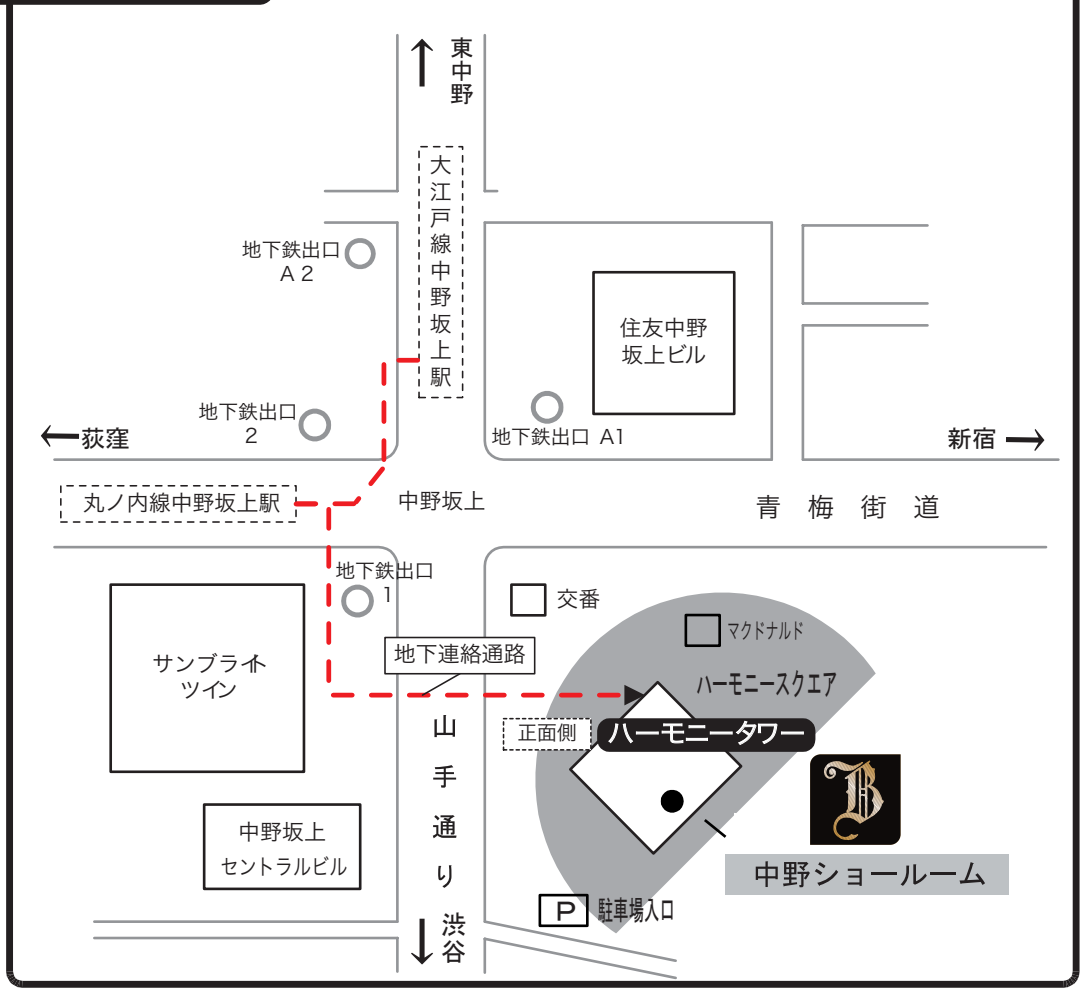 東中野
大江戸線中野坂上駅
地下鉄出口
A 2
住友中野
坂上ビル
地下鉄出口
2
地下鉄出口 A1
荻窪
新宿
丸ノ内線中野坂上駅
中野坂上
青梅街道
地下鉄出口
1
交番
マクドナルド
サンブライト
ツイン
地下連絡通路
ハーモニースクエア
正面側
ハーモニータワー
山手通り
B
中野坂上
セントラルビル
中野ショールーム
P
駐車場入口
渋谷